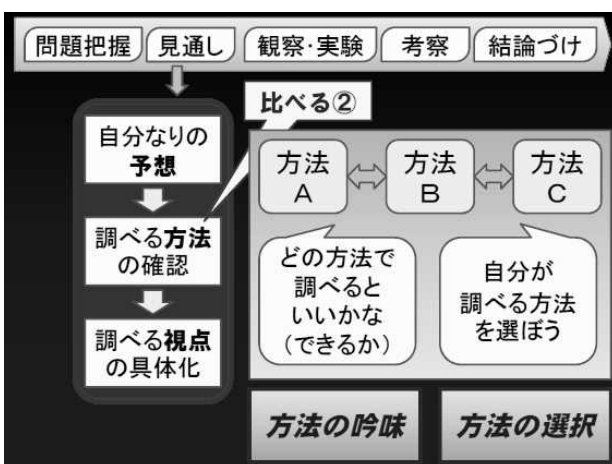 問題把握 見通し 観察・実験 考察 結論づけ
比べる②
自分なりの
予想
調べる方法
の確認
調べる視点
の具体化
方法
A
方法
B
方法
C
どの方法で
調べると
いいかな
(できるか)
自分が
調べる方法
を選ぼう
方法の吟味
方法の選択